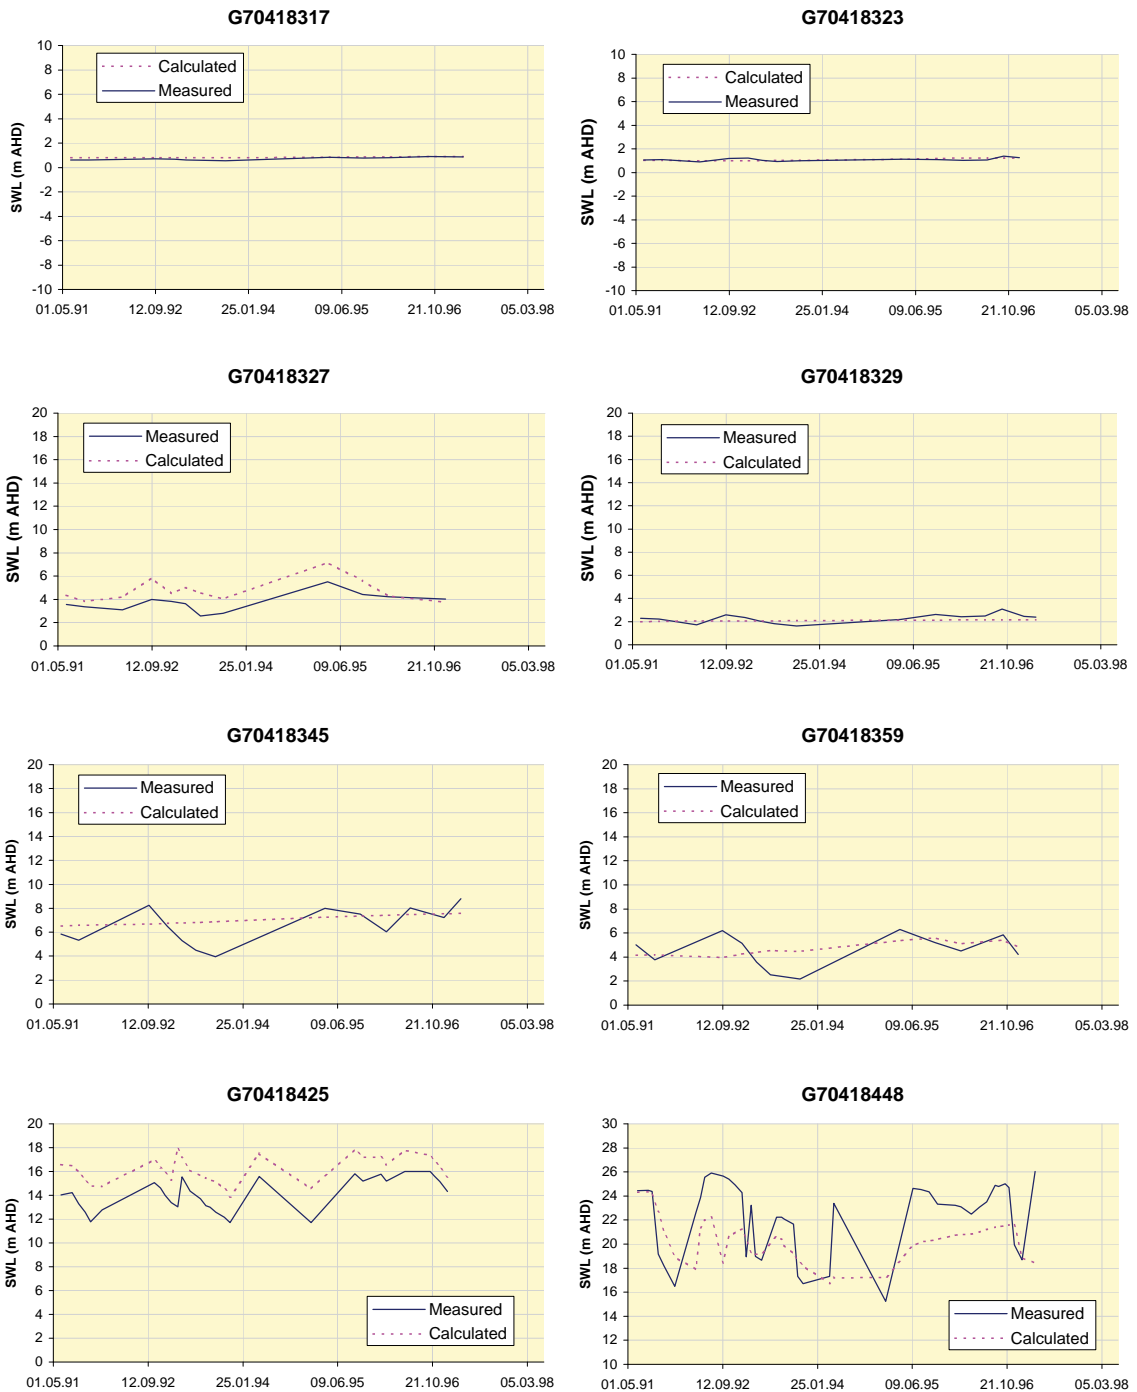 G70418317
SWL (m AHD)
10
8
6
4
2
0
-2
-4
-6
-8
-10
Calculated
Measured
01.05.91 12.09.92 25.01.94 09.06.95 21.10.96 05.03.98
G70418323
SWL (m AHD)
10
8
6
4
2
0
-2
-4
-6
-8
-10
Calculated
Measured
01.05.91 12.09.92 25.01.94 09.06.95 21.10.96 05.03.98
G70418327
SWL (m AHD)
20
18
16
14
12
10
8
6
4
2
0
Measured
Calculated
01.05.91 12.09.92 25.01.94 09.06.95 21.10.96 05.03.98
G70418329
SWL (m AHD)
20
18
16
14
12
10
8
6
4
2
0
Measured
Calculated
01.05.91 12.09.92 25.01.94 09.06.95 21.10.96 05.03.98
G70418345
SWL (m AHD)
20
18
16
14
12
10
8
6
4
2
0
Measured
Calculated
01.05.91 12.09.92 25.01.94 09.06.95 21.10.96 05.03.98
G70418359
SWL (m AHD)
20
18
16
14
12
10
8
6
4
2
0
Measured
Calculated
01.05.91 12.09.92 25.01.94 09.06.95 21.10.96 05.03.98
G70418425
SWL (m AHD)
20
18
16
14
12
10
8
6
4
2
0
Measured
Calculated
01.05.91 12.09.92 25.01.94 09.06.95 21.10.96 05.03.98
G70418448
SWL (m AHD)
30
28
26
24
22
20
18
16
14
12
10
Measured
Calculated
01.05.91 12.09.92 25.01.94 09.06.95 21.10.96 05.03.98